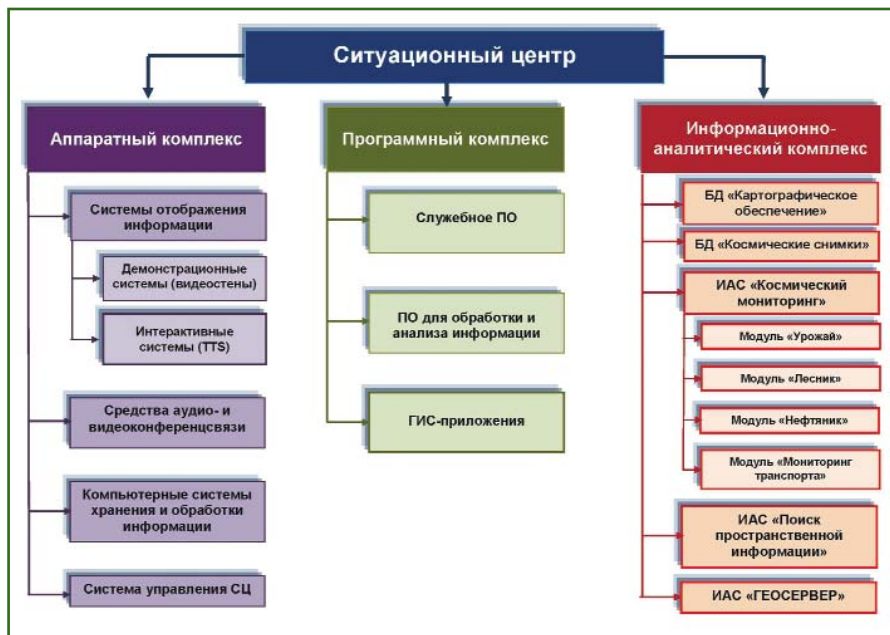 Ситуационный центр
Аппаратный комплекс
Системы отображения
информации
Демонстрационные
системы (видеостены)
Интерактивные
системы (TTS)
Средства аудио- и
видеоконференцсвязи
Компьютерные системы
хранения и обработки
информации
Система управления СЦ
Программный комплекс
Служебное ПО
ПО для обработки и
анализа информации
ГИС-приложения
Информационно-
аналитический комплекс
БД «Картографическое
обеспечение»
БД «Космические снимки»
ИАС «Космический
мониторинг»
Модуль «Урожай»
Модуль «Лесник»
Модуль «Нефтяник»
Модуль «Мониторинг
транспорта»
ИАС «Поиск
пространственной
информации»
ИАС «ГЕОСЕРВЕР»